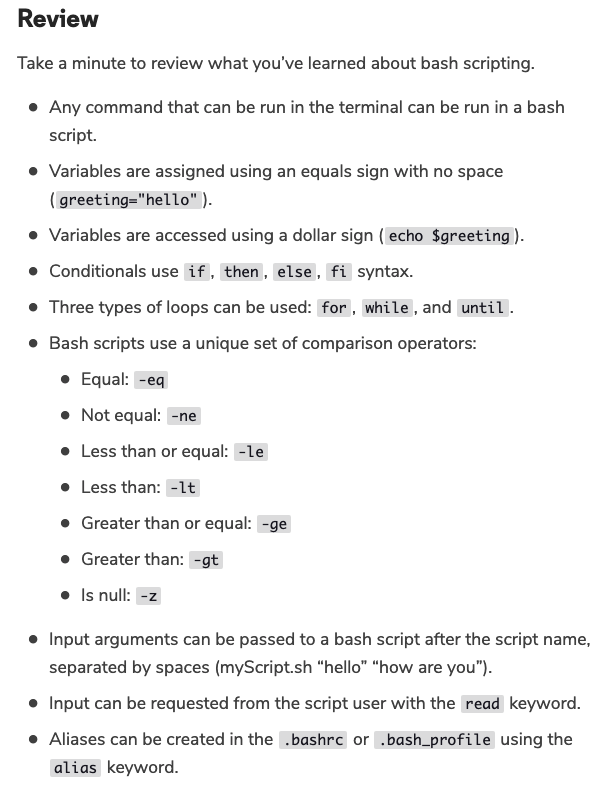 Review
Take a minute to review what you’ve learned about bash scripting.
• Any command that can be run in the terminal can be run in a bash
script.
• Variables are assigned using an equals sign with no space
( greeting="hello" ).
• Variables are accessed using a dollar sign ( echo $greeting ).
• Conditionals use if , then , else , fi syntax.
• Three types of loops can be used: for , while , and until .
• Bash scripts use a unique set of comparison operators:
• Equal: -eq
• Not equal: -ne
• Less than or equal: -le
• Less than: -lt
• Greater than or equal: -ge
• Greater than: -gt
• Is null: -z
• Input arguments can be passed to a bash script after the script name,
separated by spaces (myScript.sh “hello” “how are you”).
• Input can be requested from the script user with the read keyword.
• Aliases can be created in the .bashrc or .bash_profile using the
alias keyword.